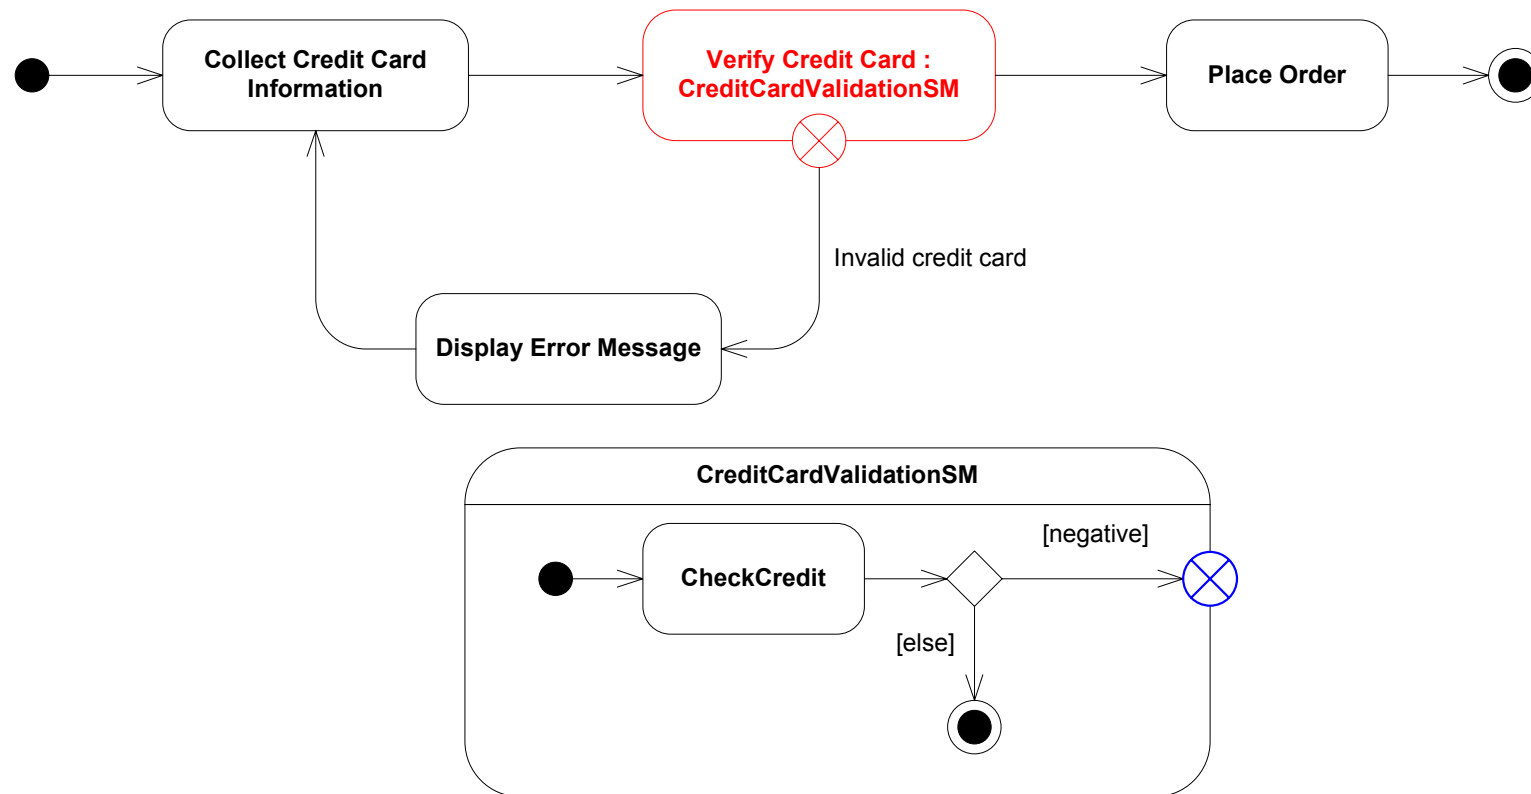 Collect Credit Card
Information
Verify Credit Card :
CreditCardValidationSM
Place Order
Invalid credit card
Display Error Message
CreditCardValidationSM
[negative]
CheckCredit
[else]